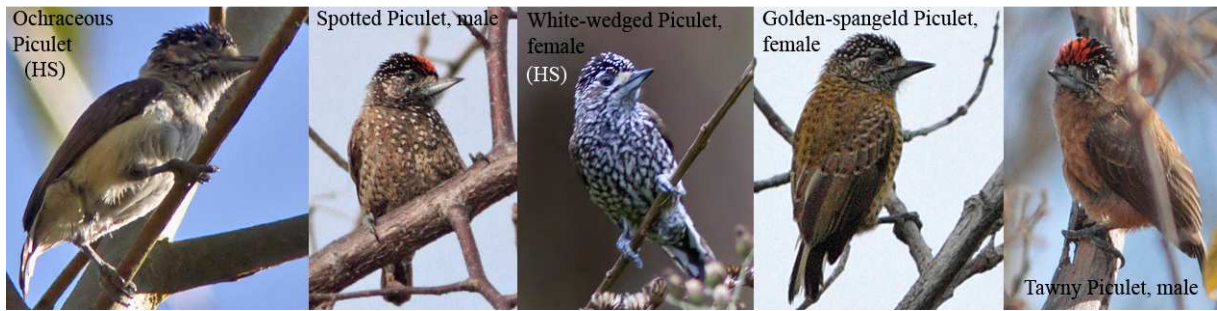 Ochraceous
Piculet
(HS)
Spotted Piculet, male
White-wedged Piculet,
female
(HS)
Golden-spangeld Piculet,
female
Tawny Piculet, male